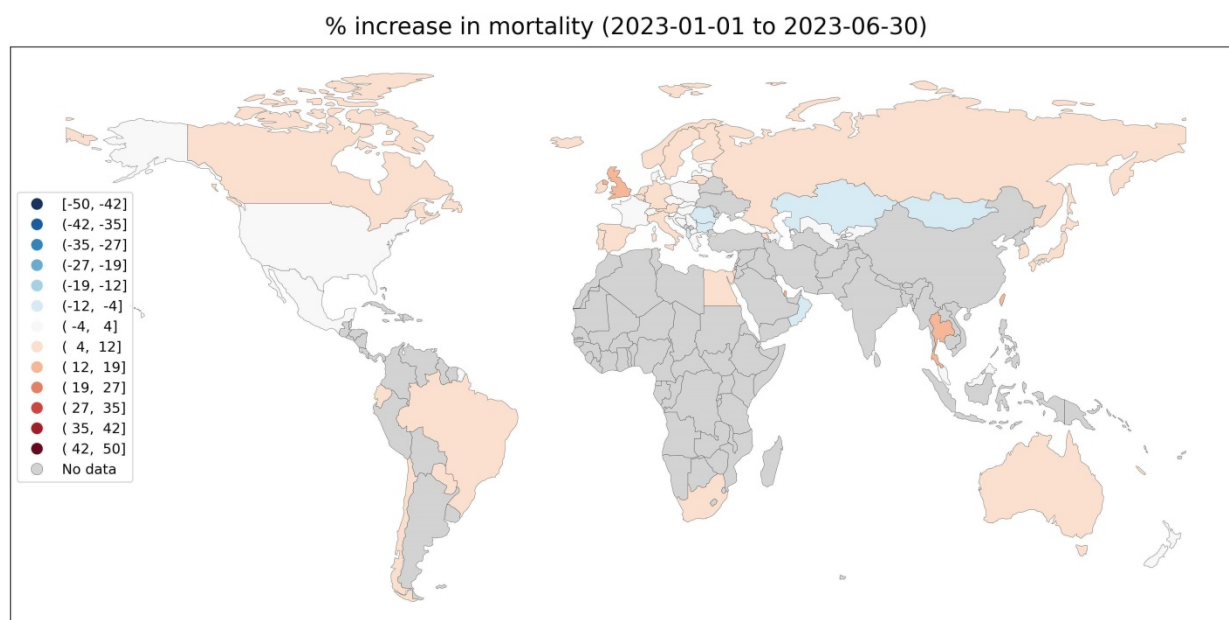 % increase in mortality (2023-01-01 to 2023-06-30)
[-50, -42]
(-42, -35]
(-35, -27]
(-27, -19]
(-19, -12]
(-12, -4]
( -4,  4]
( 4,  12]
( 12,  19]
( 19,  27]
( 27,  35]
( 35,  42]
( 42,  50]
No data